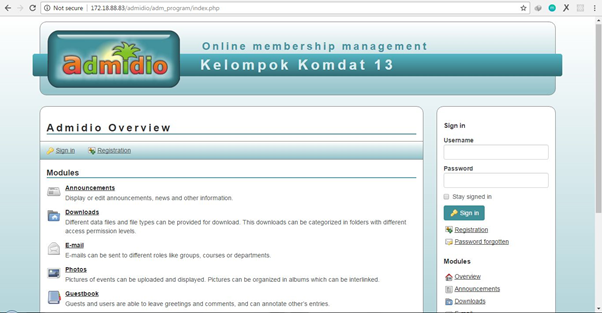 Not secure | 172.18.88.83/admidio/adm_program/index.php
admidio
Online membership management
Kelompok Komdat 13
Admidio Overview
Sign in Registration
Modules
Announcements
Display or edit announcements, news and other information.
Downloads
Different data files and file types can be provided for download. This downloads can be categorized in folders with different
access permission levels.
E-mail
E-mails can be sent to different roles like groups, courses or departments.
Photos
Pictures of events can be uploaded and displayed. Pictures can be organized in albums which can be interlinked.
Guestbook
Guests and users are able to leave greetings and comments, and can annotate other's entries.
Sign in
Username
Password
Stay signed in
Sign in
Registration
Password forgotten
Modules
Overview
Announcements
Downloads